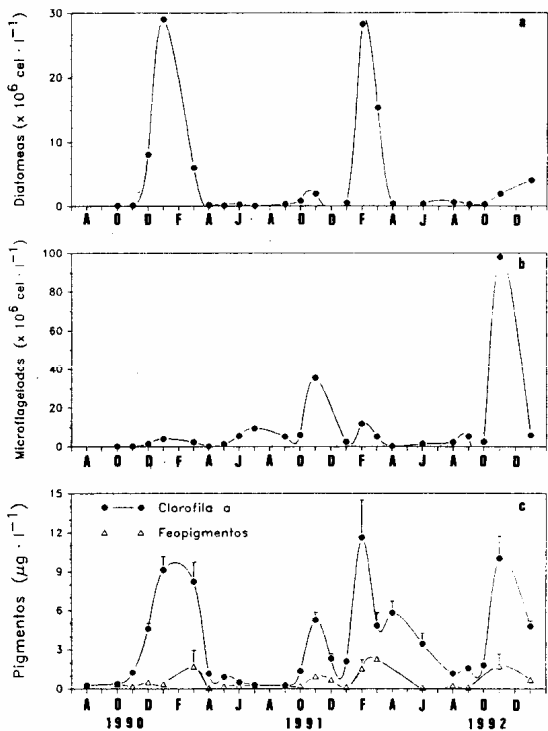 a
Diatomeas (x 10⁶ cel · l⁻¹)
30
20
10
0
A O D F A J A O D F A J A O D
b
Microflagelados (x 10⁶ cel · l⁻¹)
100
80
60
40
20
0
A O D F A J A O D F A J A O D
c
Pigmentos (μg · l⁻¹)
Clorofila a
Feopigmentos
15
12
9
6
3
0
A O D F A J A O D F A J A O D
1990 1991 1992